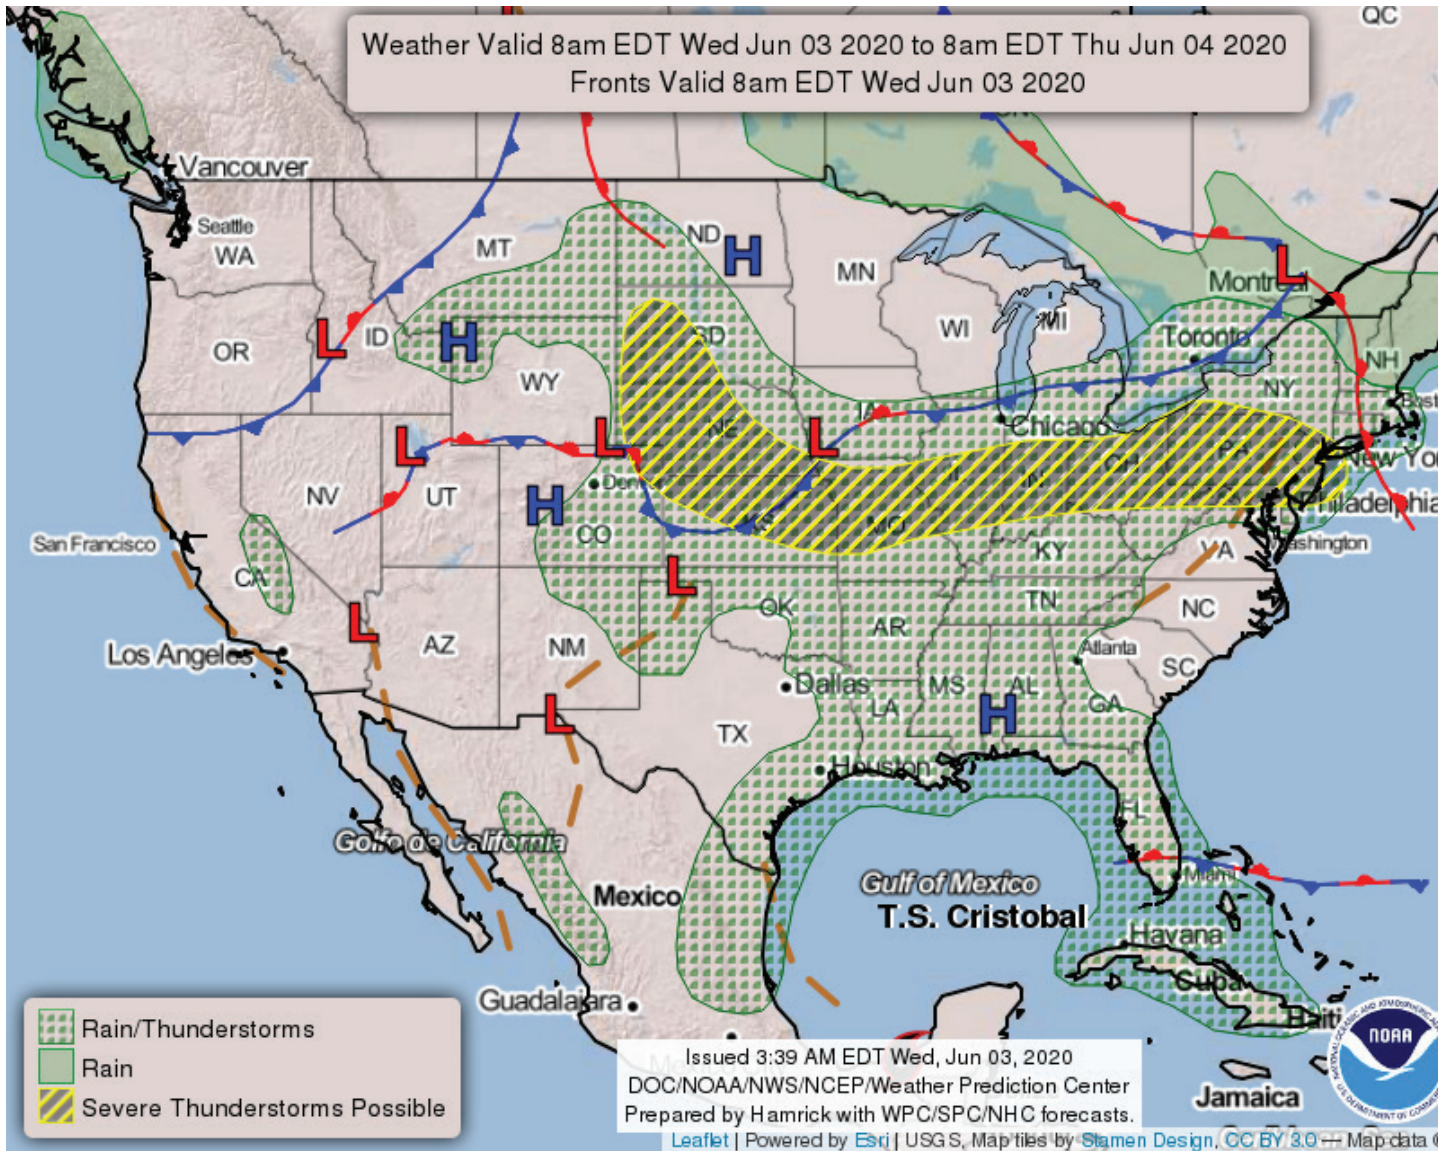 Weather Valid 8am EDT Wed Jun 03 2020 to 8am EDT Thu Jun 04 2020
Fronts Valid 8am EDT Wed Jun 03 2020
QC
Vancouver
Seattle
WA
MT
ND
H
MN
L
Montreal
OR
L
ID
H
SD
WI
MI
Toronto
NH
WY
NY
IA
Chicago
NE
L
L
L
OH
PA
New Yo
NV
UT
H
Denver
CO
KS
MO
IL
IN
Philadelphia
San Francisco
CA
KY
VA
Washington
L
OK
TN
NC
L
AZ
NM
AR
Atlanta
SC
Los Angeles
Dallas
MS
AL
GA
LA
H
L
TX
Houston
FL
Golfo de California
Mexico
Gulf of Mexico
Miami
T.S. Cristobal
Havana
Cuba
Guadalajara
Haiti
NOAA
Rain/Thunderstorms
Rain
Severe Thunderstorms Possible
Issued 3:39 AM EDT Wed, Jun 03, 2020
DOC/NOAA/NWS/NCEP/Weather Prediction Center
Prepared by Hamrick with WPC/SPC/NHC forecasts.
Jamaica
Leaflet | Powered by Esri | USGS, Map tiles by Stamen Design, CC BY 3.0 — Map data ©